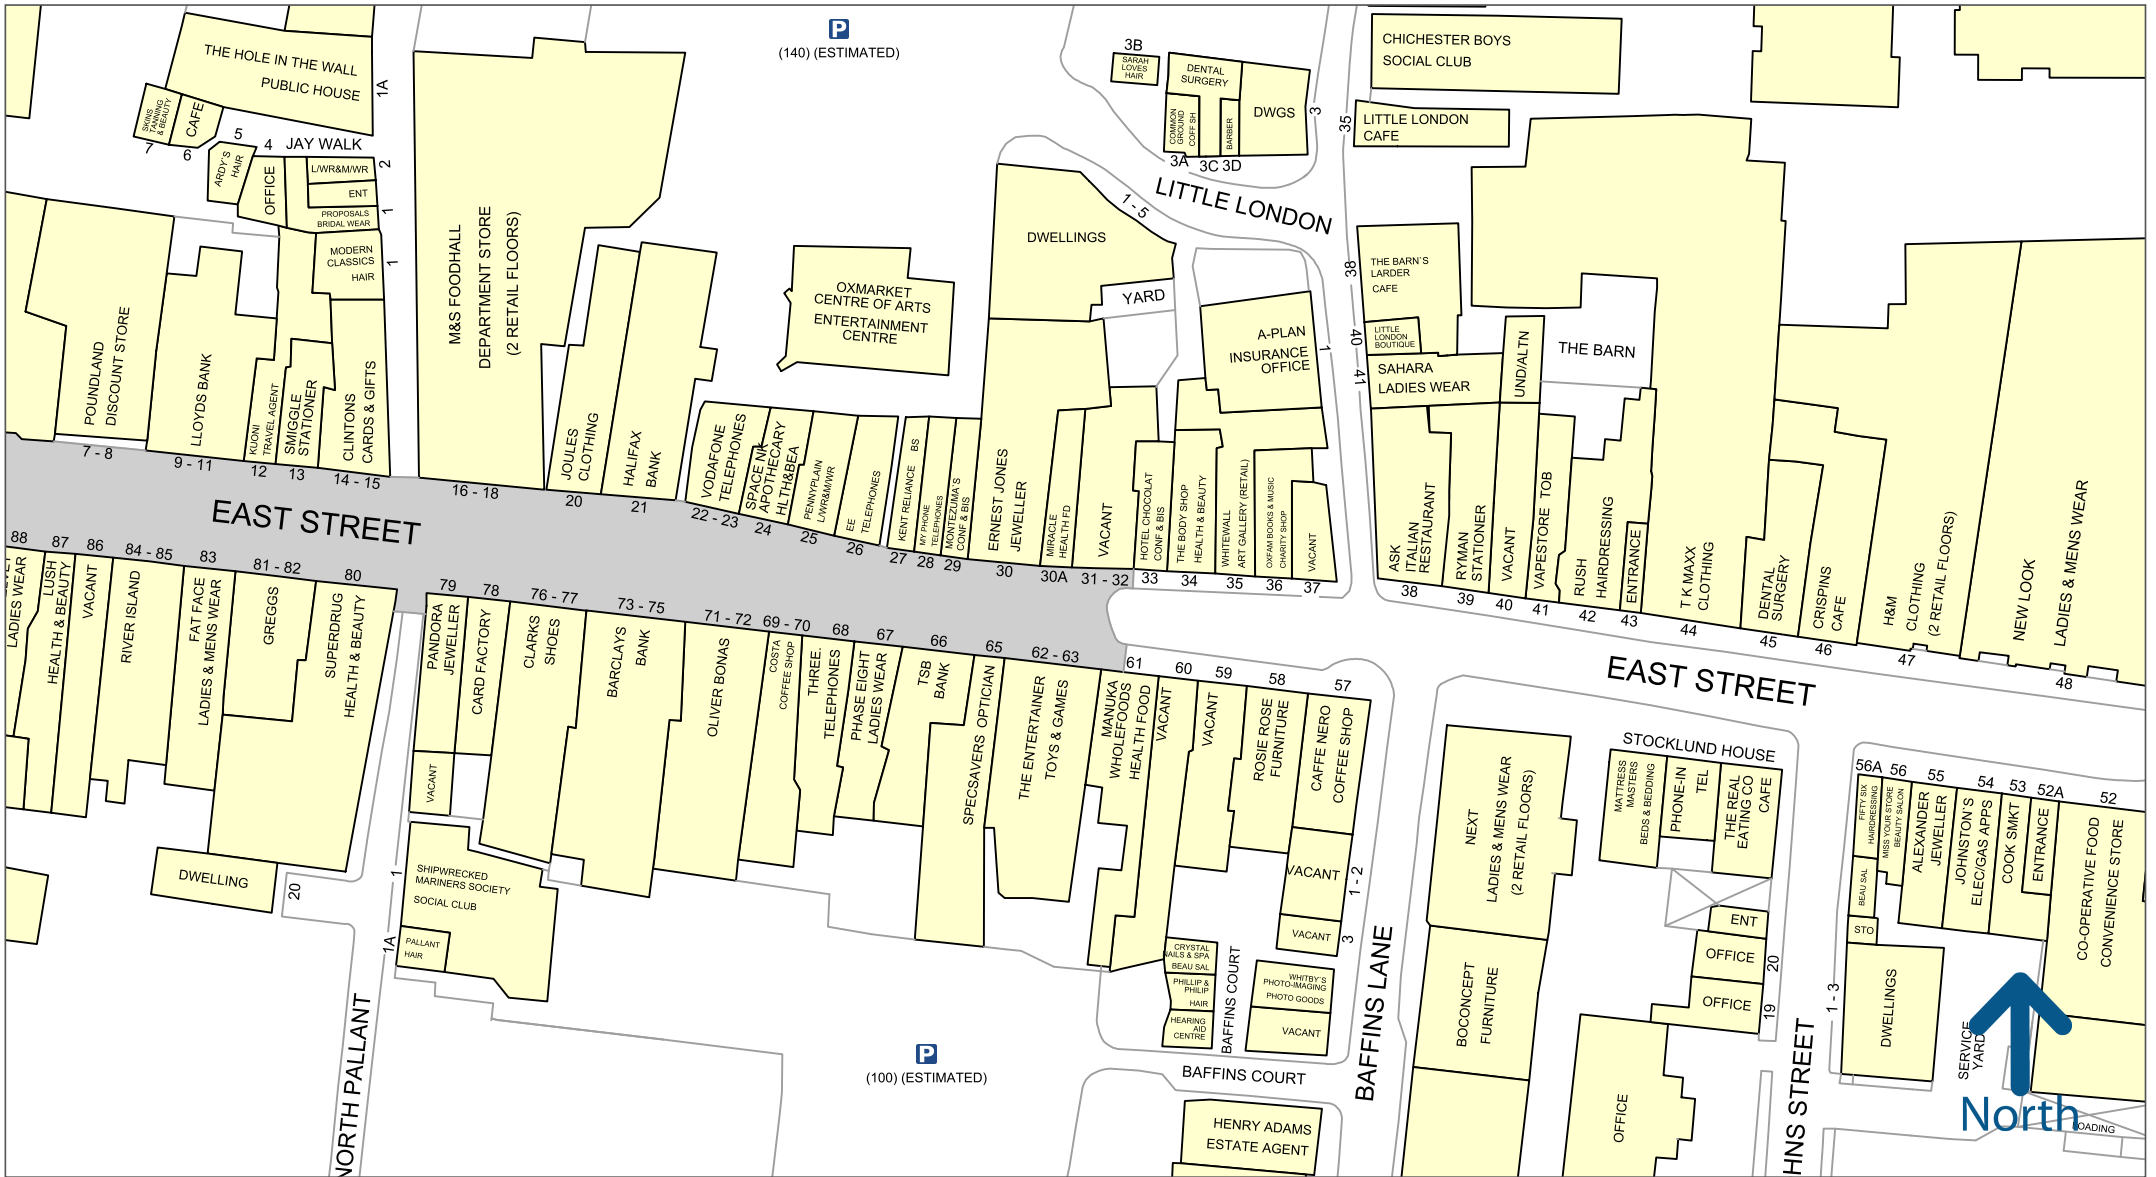 THE HOLE IN THE WALL
PUBLIC HOUSE
1A
SKINS
TANNING
& BEAUTY
CAFE
7
6
5
4
JAY WALK
2
ARDY`S
HAIR
OFFICE
L/WR&M/WR
ENT
PROPOSALS
BRIDAL WEAR
1
MODERN
CLASSICS
HAIR
1
P
(140) (ESTIMATED)
3B
SARAH
LOVES
HAIR
DENTAL
SURGERY
COMMON
GROUND
COFF SH
BARBER
DWGS
3
3A
3C
3D
LITTLE LONDON
CHICHESTER BOYS
SOCIAL CLUB
35
LITTLE LONDON
CAFE
POUNDLAND
DISCOUNT STORE
LLOYDS BANK
KUONI
TRAVEL AGENT
SMIGGLE
STATIONER
CLINTONS
CARDS & GIFTS
M&S FOODHALL
DEPARTMENT STORE
(2 RETAIL FLOORS)
JOULES
CLOTHING
HALIFAX
BANK
OXMARKET
CENTRE OF ARTS
ENTERTAINMENT
CENTRE
VODAFONE
TELEPHONES
SPACE NK
APOTHECARY
HLTH&BEA
PENNYPLAIN
L/WR&M/WR
EE
TELEPHONES
KENT RELIANCE BS
MY PHONE
TELEPHONES
MONTEZUMA`S
CONF & BIS
ERNEST JONES
JEWELLER
MIRACLE
HEALTH FD
VACANT
DWELLINGS
1 - 5
YARD
HOTEL CHOCOLAT
CONF & BIS
THE BODY SHOP
HEALTH & BEAUTY
WHITEWALL
ART GALLERY (RETAIL)
OXFAM BOOKS & MUSIC
CHARITY SHOP
VACANT
A-PLAN
INSURANCE
OFFICE
1
38
THE BARN`S
LARDER
CAFE
40
LITTLE
LONDON
BOUTIQUE
41
SAHARA
LADIES WEAR
UND/ALTN
THE BARN
ASK
ITALIAN
RESTAURANT
RYMAN
STATIONER
VACANT
VAPESTORE TOB
RUSH
HAIRDRESSING
ENTRANCE
T K MAXX
CLOTHING
DENTAL
SURGERY
CRISPINS
CAFE
H&M
CLOTHING
(2 RETAIL FLOORS)
NEW LOOK
LADIES & MENS WEAR
7 - 8
9 - 11
12
13
14 - 15
16 - 18
20
21
22 - 23
24
25
26
27
28
29
30
30A
31 - 32
33
34
35
36
37
38
39
40
41
42
43
44
45
46
47
48
EAST STREET
EAST STREET
88
87
86
84 - 85
83
81 - 82
80
79
78
76 - 77
73 - 75
71 - 72
69 - 70
68
67
66
65
62 - 63
61
60
59
58
57
LADIES WEAR
LUSH
HEALTH & BEAUTY
VACANT
RIVER ISLAND
FAT FACE
LADIES & MENS WEAR
GREGGS
SUPERDRUG
HEALTH & BEAUTY
PANDORA
JEWELLER
CARD FACTORY
CLARKS
SHOES
BARCLAYS
BANK
OLIVER BONAS
COSTA
COFFEE SHOP
THREE.
TELEPHONES
PHASE EIGHT
LADIES WEAR
TSB
BANK
SPECSAVERS OPTICIAN
THE ENTERTAINER
TOYS & GAMES
MANUKA
WHOLEFOODS
HEALTH FOOD
VACANT
VACANT
ROSIE ROSE
FURNITURE
CAFFE NERO
COFFEE SHOP
VACANT
DWELLING
20
1
SHIPWRECKED
MARINERS SOCIETY
SOCIAL CLUB
1A
PALLANT
HAIR
NORTH PALLANT
P
(100) (ESTIMATED)
VACANT
1 - 2
VACANT
3
CRYSTAL
NAILS & SPA
BEAU SAL
PHILLIP &
PHILIP
HAIR
HEARING
AID
CENTRE
BAFFINS COURT
WHITBY`S
PHOTO-IMAGING
PHOTO GOODS
VACANT
BAFFINS COURT
BAFFINS LANE
HENRY ADAMS
ESTATE AGENT
NEXT
LADIES & MENS WEAR
(2 RETAIL FLOORS)
BOCONCEPT
FURNITURE
STOCKLUND HOUSE
MATTRESS
MASTERS
BEDS & BEDDING
PHONE-IN
TEL
THE REAL
EATING CO
CAFE
ENT
OFFICE
20
OFFICE
19
OFFICE
HNS STREET
56A
56
55
54
53
52A
52
FIFTY SIX
HAIRDRESSING
MISS YOUR STORE
BEAUTY SALON
ALEXANDER
JEWELLER
JOHNSTON`S
ELEC/GAS APPS
COOK SMKT
ENTRANCE
CO-OPERATIVE FOOD
CONVENIENCE STORE
BEAU SAL
STO
1 - 3
DWELLINGS
SERVICE
YARD
North
LOADING